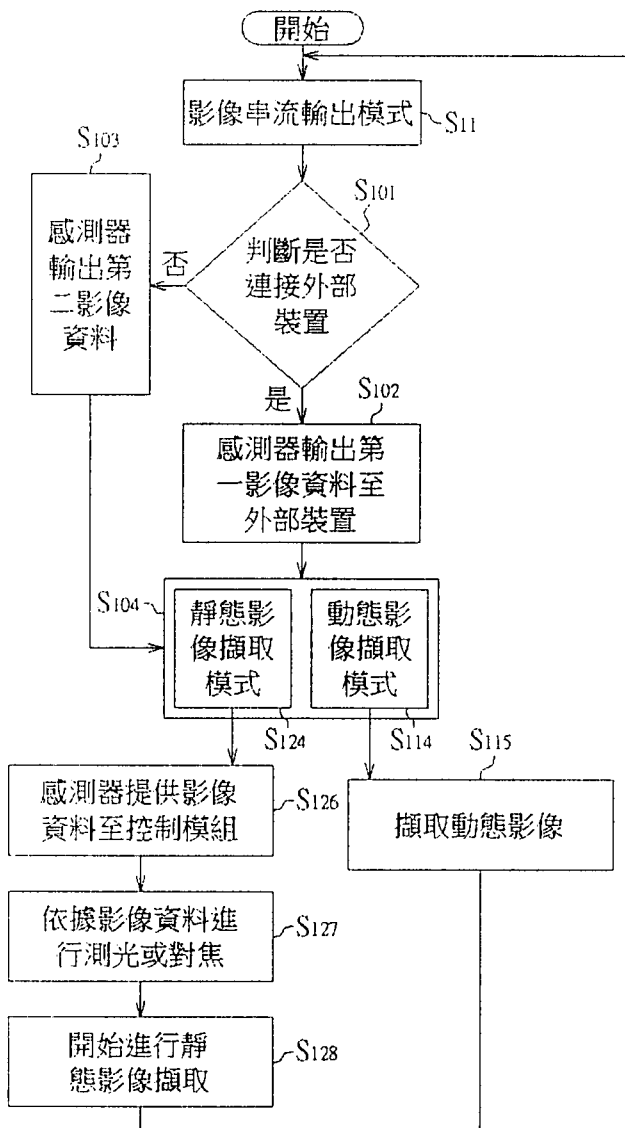 開始
影像串流輸出模式
S11
S103
感測器
輸出第
二影像
資料
否
S101
判斷是否
連接外部
裝置
是
S102
感測器輸出第
一影像資料至
外部裝置
S104
靜態影
像擷取
模式
S124
動態影
像擷取
模式
S114
感測器提供影像
資料至控制模組
S126
S115
擷取動態影像
依據影像資料進
行測光或對焦
S127
開始進行靜
態影像擷取
S128